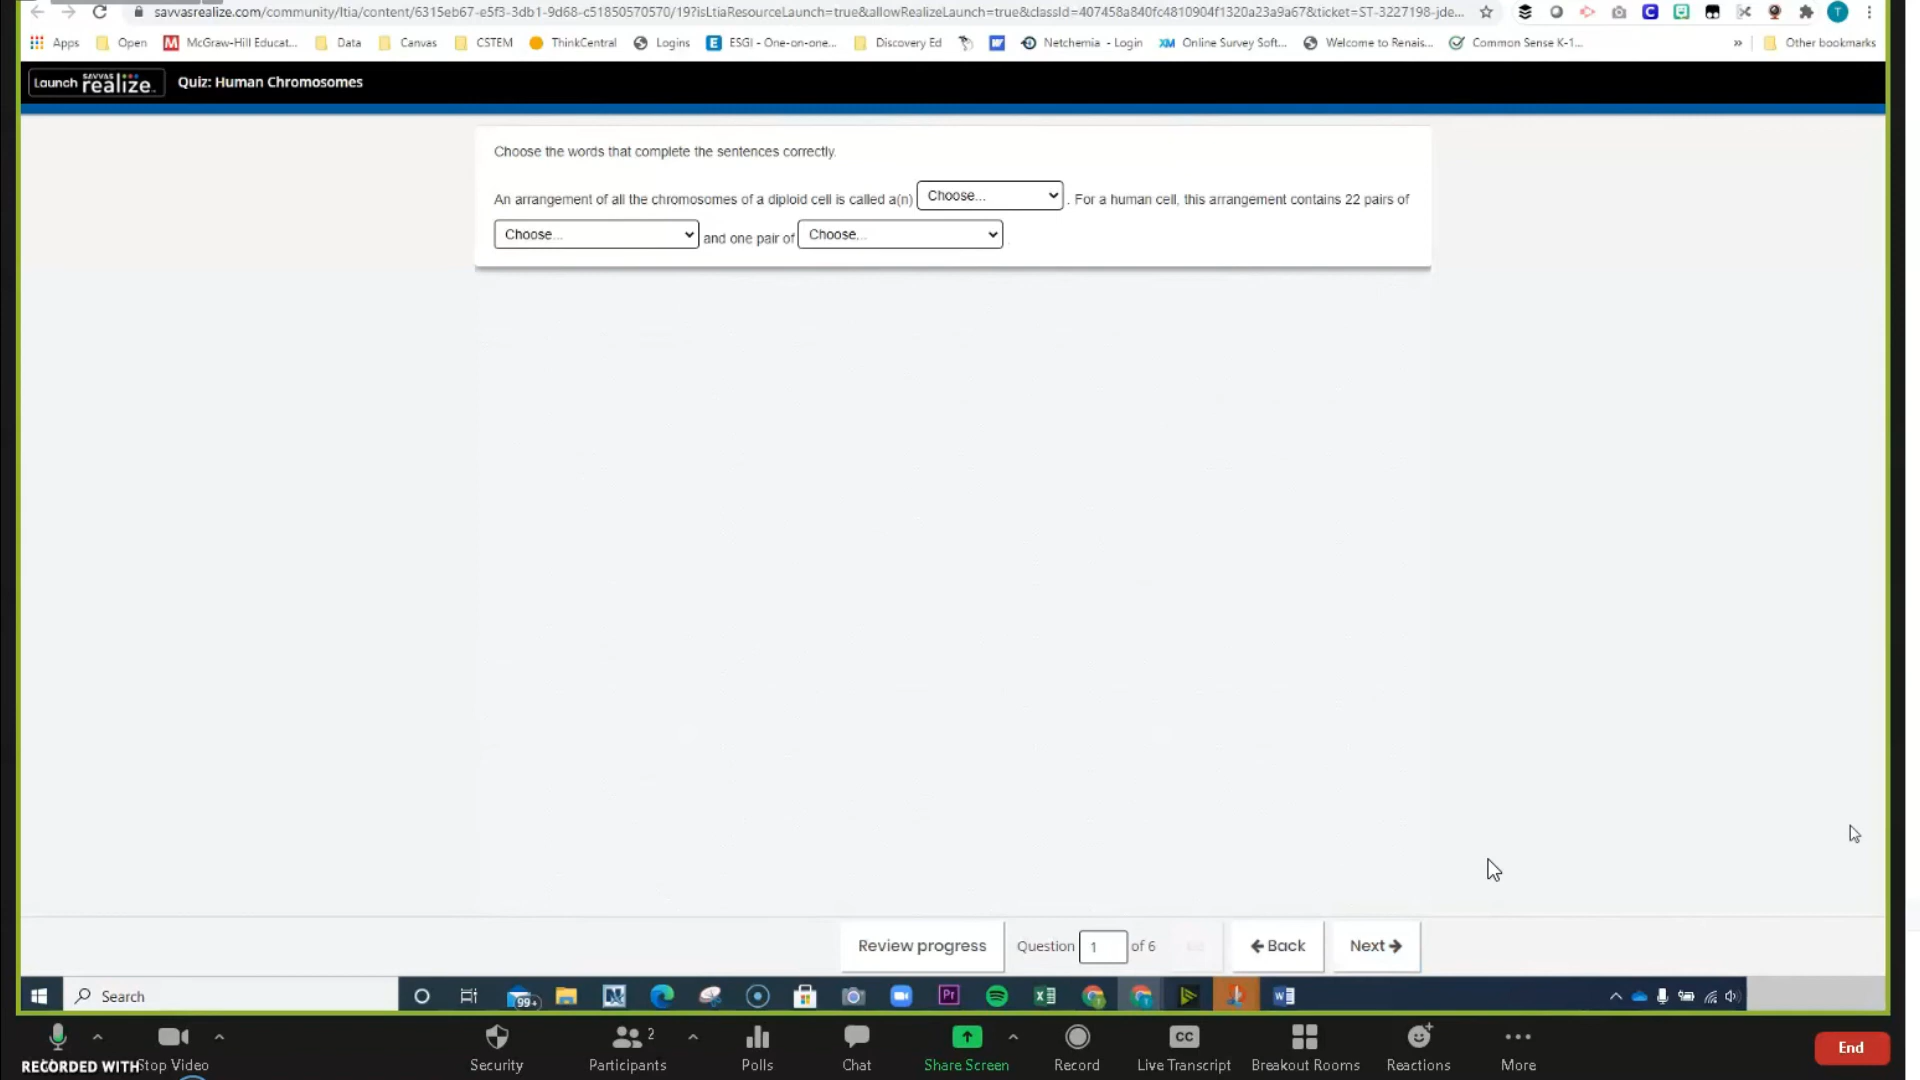 savvasrealize.com/community/ltia/content/6315eb67-e5f3-3db1-9d68-c51850570570/19?isLtiaResourceLaunch=true&allowRealizeLaunch=true&classId=407458a840fc4810904f1320a23a9a67&ticket=ST-3227198-jde...
T
Apps Open McGraw-Hill Educat... Data Canvas CSTEM ThinkCentral Logins ESGI - One-on-one... Discovery Ed Netchemia - Login XM Online Survey Soft... Welcome to Renais... Common Sense K-1... » Other bookmarks
Launch savvas realize. Quiz: Human Chromosomes
Choose the words that complete the sentences correctly.
An arrangement of all the chromosomes of a diploid cell is called a(n) Choose... . For a human cell, this arrangement contains 22 pairs of
Choose... and one pair of Choose... .
Review progress Question 1 of 6 ← Back Next →
Search 99+ Pr
2 CC
RECORDED WITH Stop Video Security Participants Polls Chat Share Screen Record Live Transcript Breakout Rooms Reactions More End